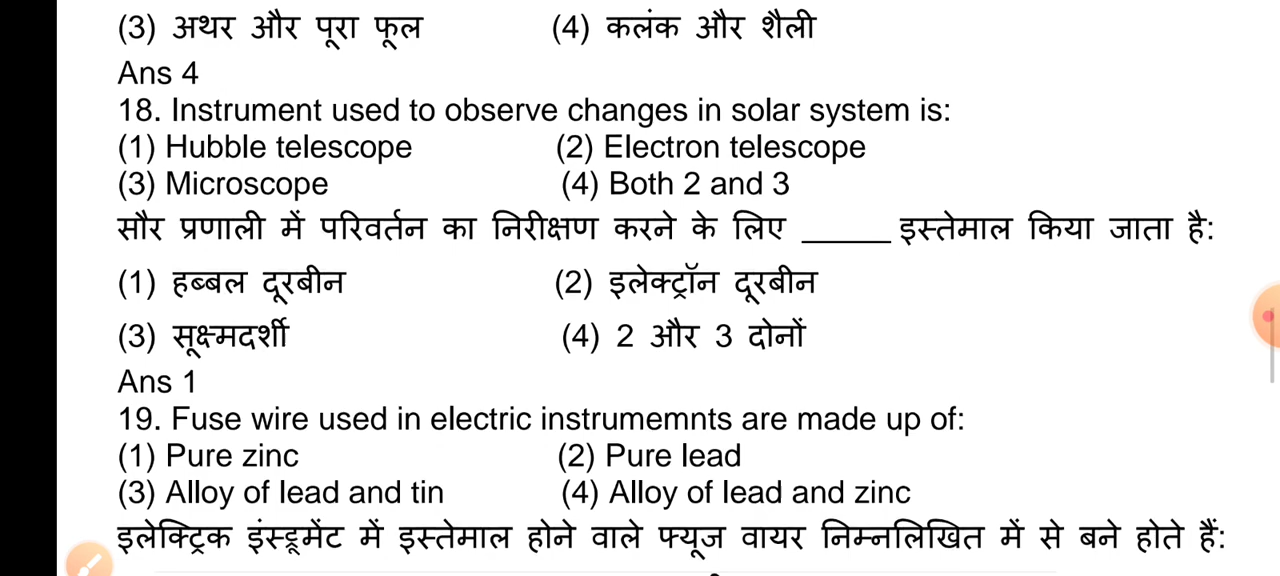 (3) अथर और पूरा फूल (4) कलंक और शैली
Ans 4
18. Instrument used to observe changes in solar system is:
(1) Hubble telescope (2) Electron telescope
(3) Microscope (4) Both 2 and 3
सौर प्रणाली में परिवर्तन का निरीक्षण करने के लिए _____ इस्तेमाल किया जाता है:
(1) हब्बल दूरबीन (2) इलेक्ट्रॉन दूरबीन
(3) सूक्ष्मदर्शी (4) 2 और 3 दोनों
Ans 1
19. Fuse wire used in electric instrumemnts are made up of:
(1) Pure zinc (2) Pure lead
(3) Alloy of lead and tin (4) Alloy of lead and zinc
इलेक्ट्रिक इंस्ड्रूमेंट में इस्तेमाल होने वाले फ्यूज वायर निम्नलिखित में से बने होते हैं: